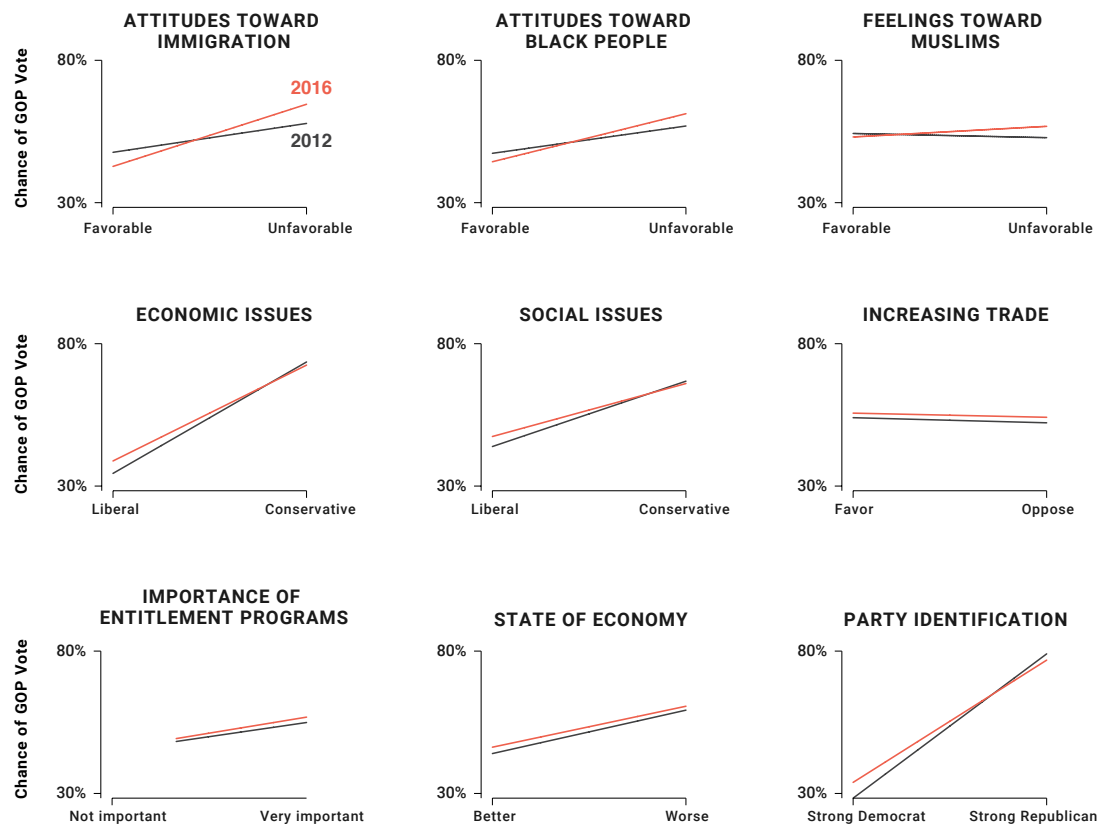 ATTITUDES TOWARD
IMMIGRATION
Chance of GOP Vote
80%
30%
2016
2012
Favorable
Unfavorable
ATTITUDES TOWARD
BLACK PEOPLE
80%
30%
Favorable
Unfavorable
FEELINGS TOWARD
MUSLIMS
80%
30%
Favorable
Unfavorable
ECONOMIC ISSUES
Chance of GOP Vote
80%
30%
Liberal
Conservative
SOCIAL ISSUES
80%
30%
Liberal
Conservative
INCREASING TRADE
80%
30%
Favor
Oppose
IMPORTANCE OF
ENTITLEMENT PROGRAMS
Chance of GOP Vote
80%
30%
Not important
Very important
STATE OF ECONOMY
80%
30%
Better
Worse
PARTY IDENTIFICATION
80%
30%
Strong Democrat
Strong Republican